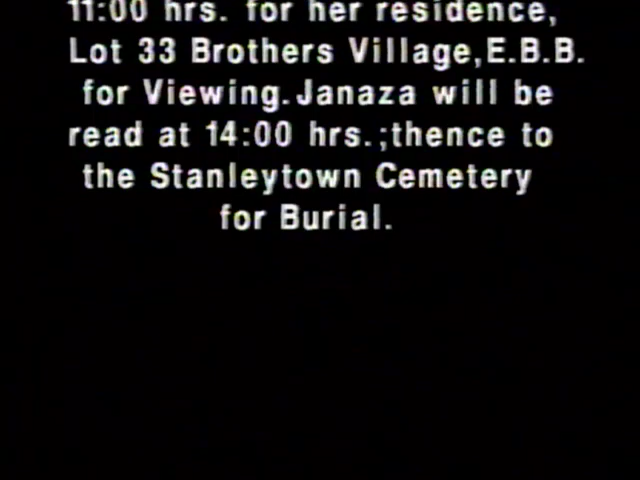 11:00 hrs. for her residence,
Lot 33 Brothers Village,E.B.B.
for Viewing.Janaza will be
read at 14:00 hrs.;thence to
the Stanleytown Cemetery
for Burial.